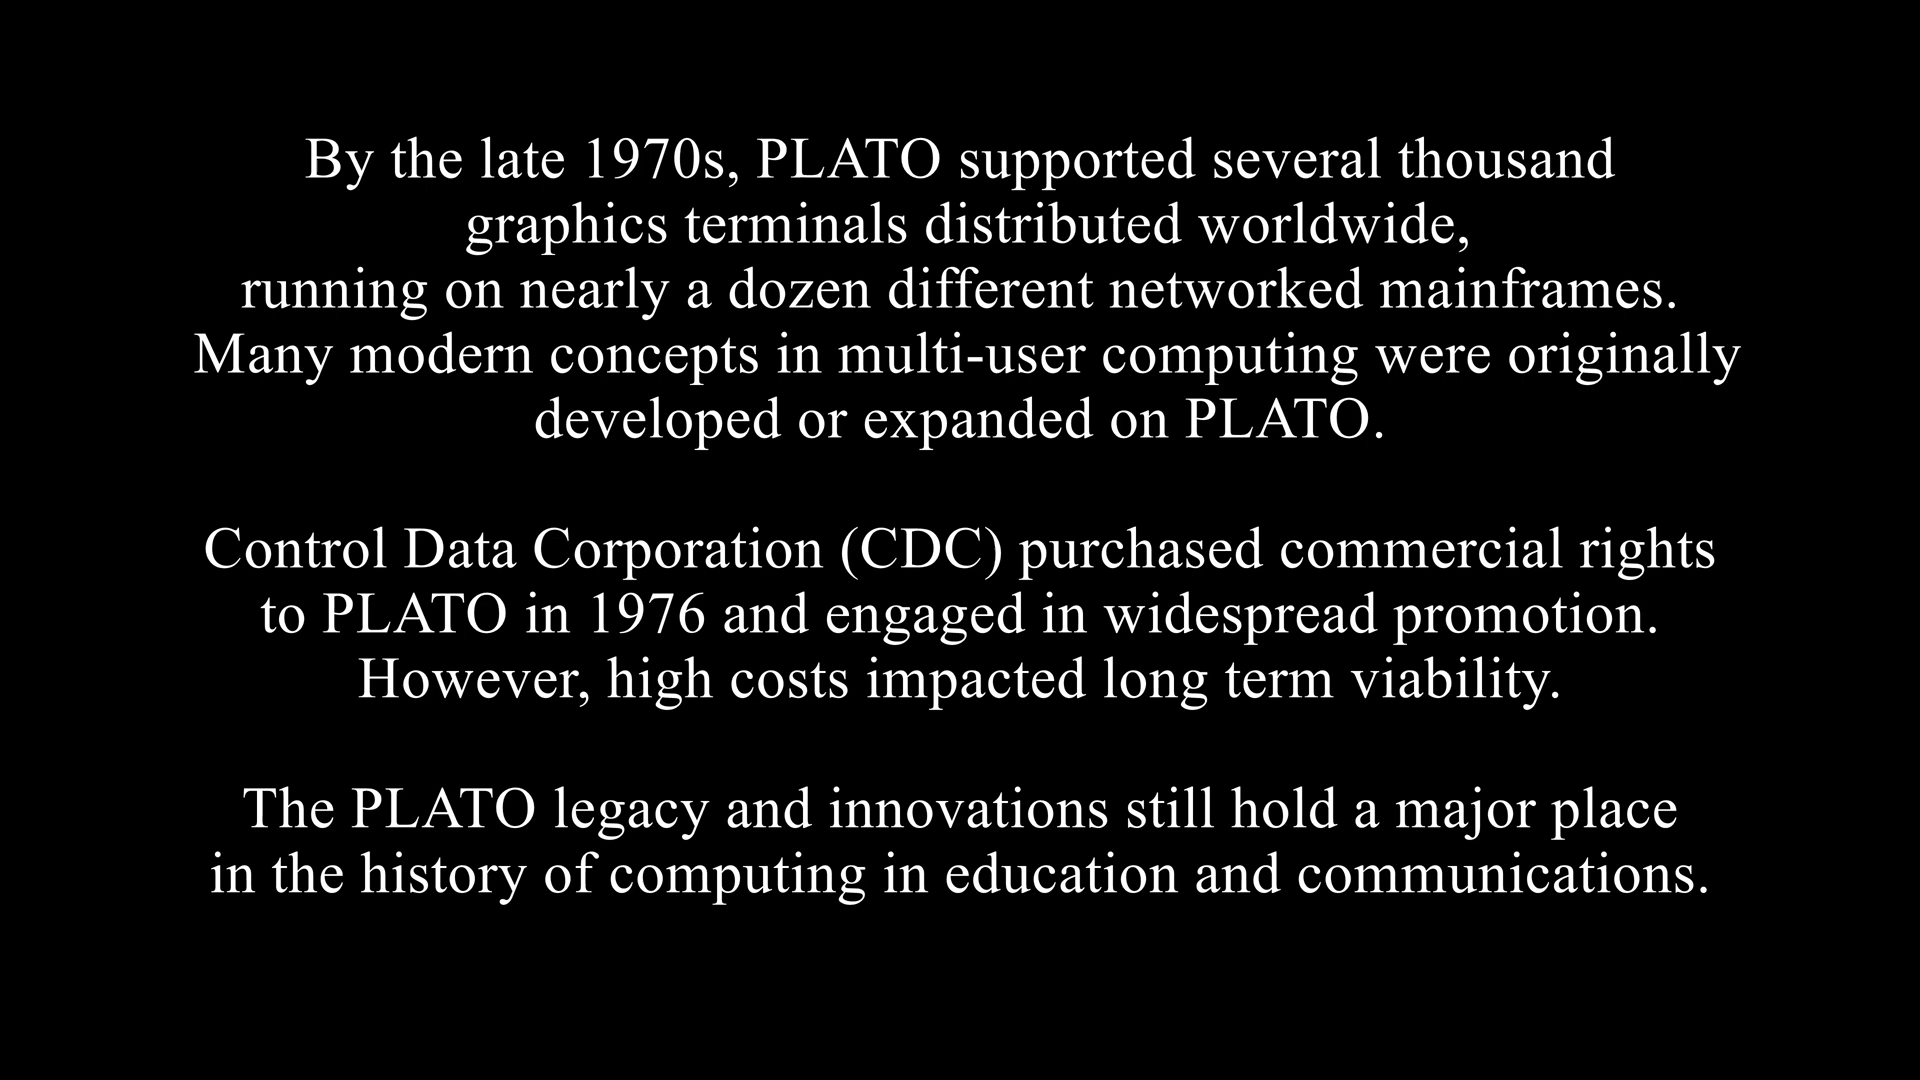 By the late 1970s, PLATO supported several thousand
graphics terminals distributed worldwide,
running on nearly a dozen different networked mainframes.
Many modern concepts in multi-user computing were originally
developed or expanded on PLATO.
Control Data Corporation (CDC) purchased commercial rights
to PLATO in 1976 and engaged in widespread promotion.
However, high costs impacted long term viability.
The PLATO legacy and innovations still hold a major place
in the history of computing in education and communications.